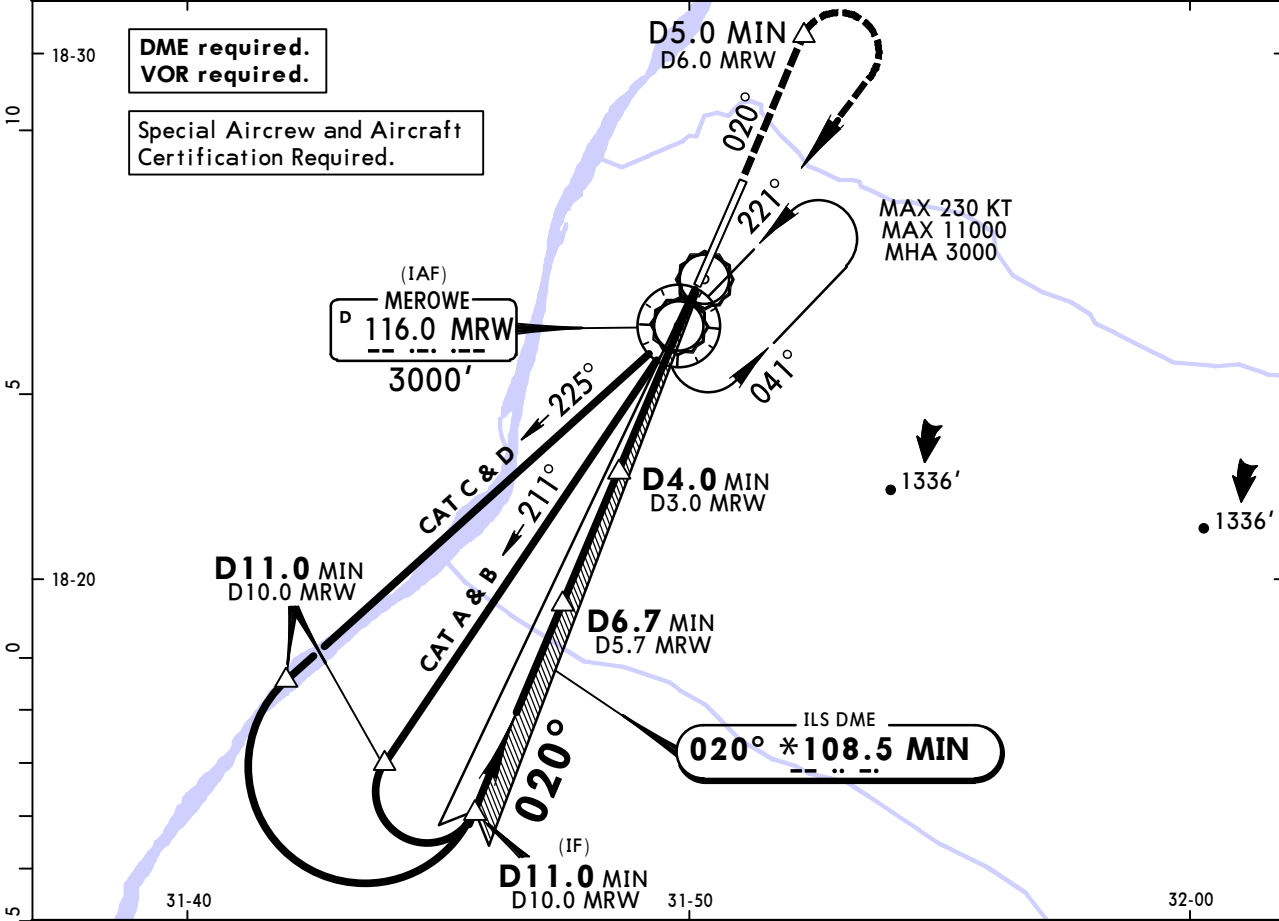 DME required.
VOR required.
Special Aircrew and Aircraft
Certification Required.
18-30
10
D5.0 MIN
D6.0 MRW
020°
221°
MAX 230 KT
MAX 11000
MHA 3000
(IAF)
MEROWE
D 116.0 MRW
3000'
041°
5
225°
CAT C & D
211°
CAT A & B
D4.0 MIN
D3.0 MRW
1336'
1336'
18-20
D11.0 MIN
D10.0 MRW
D6.7 MIN
D5.7 MRW
0
ILS DME
020° *108.5 MIN
020°
(IF)
D11.0 MIN
D10.0 MRW
5
31-40
31-50
32-00